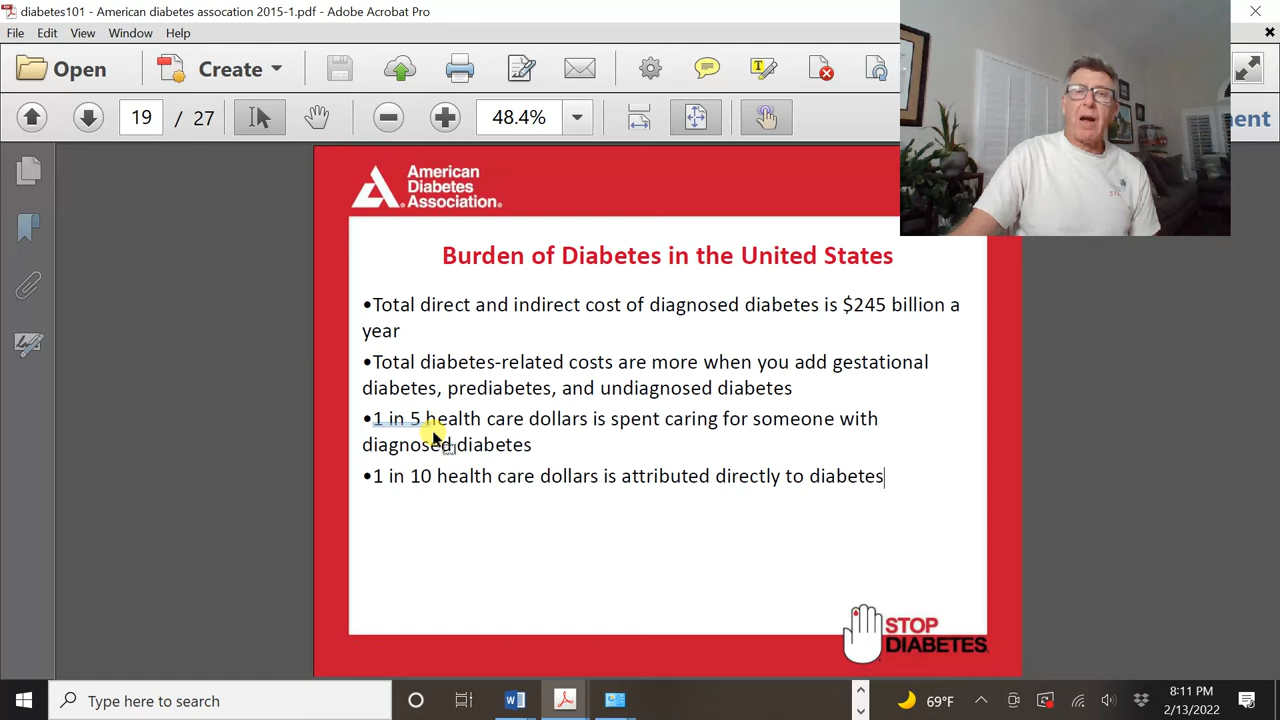 diabetes101 - American diabetes assocation 2015-1.pdf - Adobe Acrobat Pro
File Edit View Window Help
Open Create
19 / 27 48.4% ment
American
Diabetes
Association.
Burden of Diabetes in the United States
•Total direct and indirect cost of diagnosed diabetes is $245 billion a
year
•Total diabetes-related costs are more when you add gestational
diabetes, prediabetes, and undiagnosed diabetes
•1 in 5 health care dollars is spent caring for someone with
diagnosed diabetes
•1 in 10 health care dollars is attributed directly to diabetes
STOP
DIABETES.
Type here to search
69°F
8:11 PM
2/13/2022